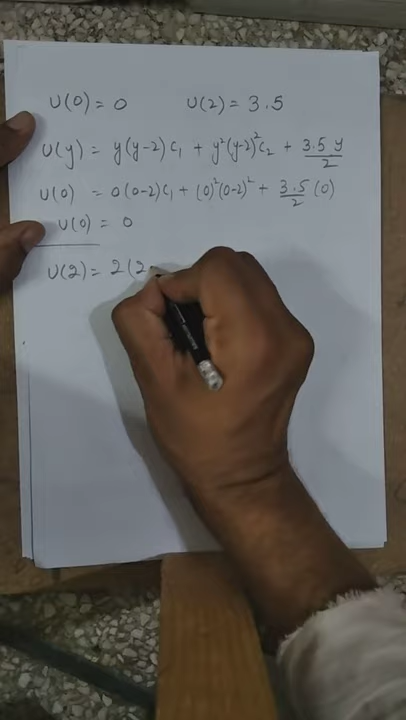 U(0) = 0 U(2) = 3.5
U(y) = y(y-2)c₁ + y²(y-2)²c₂ + 3.5 y / 2
U(0) = 0(0-2)c₁ + (0)²(0-2)² + 3.5 / 2 (0)
U(0) = 0
U(2) = 2(2